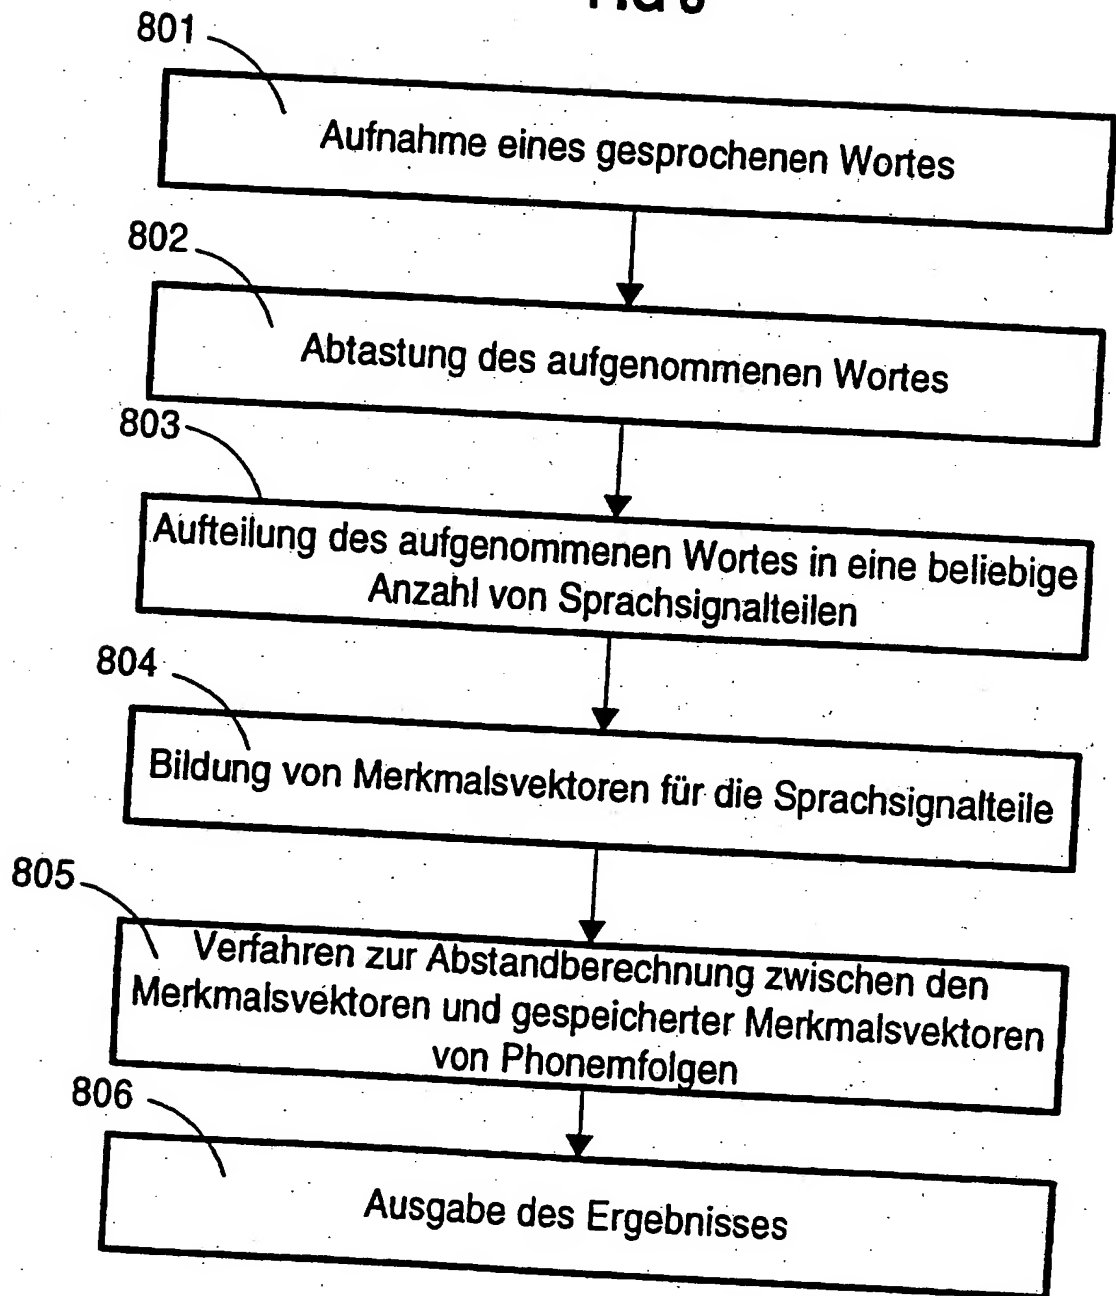 801
Aufnahme eines gesprochenen Wortes
802
Abtastung des aufgenommenen Wortes
803
Aufteilung des aufgenommenen Wortes in eine beliebige
Anzahl von Sprachsignalteilen
804
Bildung von Merkmalsvektoren für die Sprachsignalteile
805
Verfahren zur Abstandberechnung zwischen den
Merkmalsvektoren und gespeicherter Merkmalsvektoren
von Phonemfolgen
806
Ausgabe des Ergebnisses